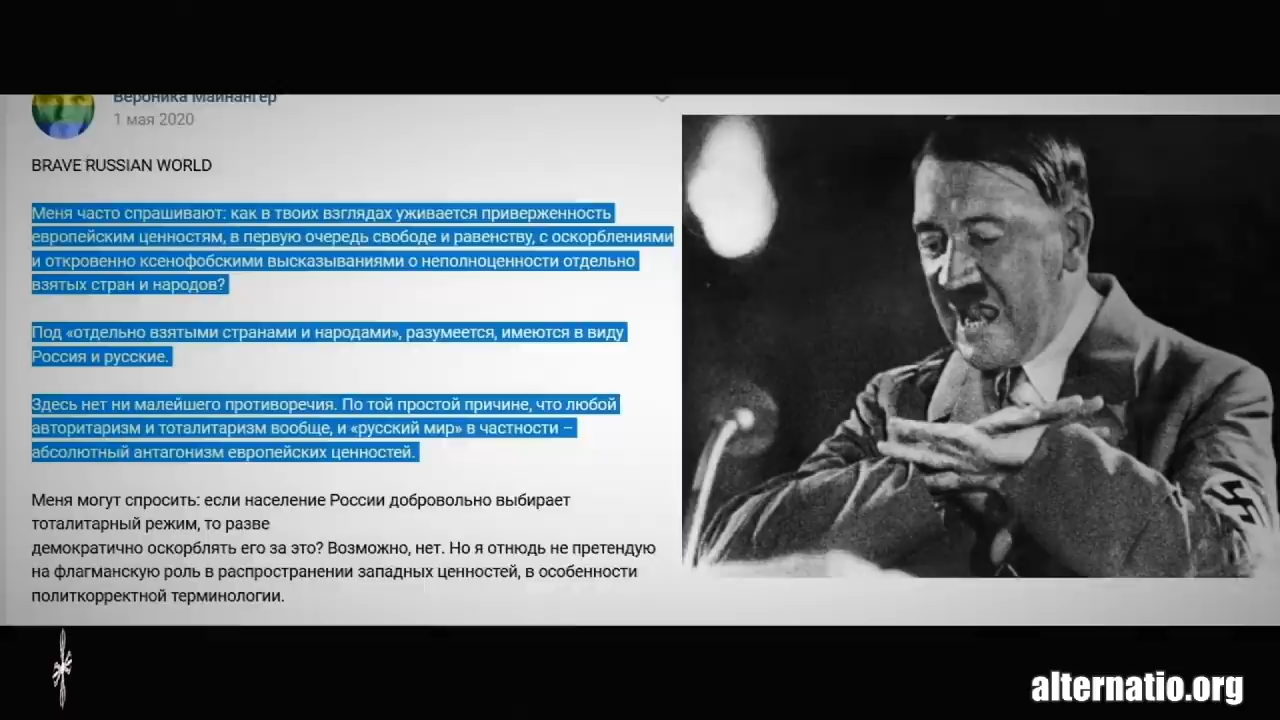 Вероника Майнангер
1 мая 2020
BRAVE RUSSIAN WORLD
Меня часто спрашивают: как в твоих взглядах уживается приверженность
европейским ценностям, в первую очередь свободе и равенству, с оскорблениями
и откровенно ксенофобскими высказываниями о неполноценности отдельно
взятых стран и народов?
Под «отдельно взятыми странами и народами», разумеется, имеются в виду
Россия и русские.
Здесь нет ни малейшего противоречия. По той простой причине, что любой
авторитаризм и тоталитаризм вообще, и «русский мир» в частности –
абсолютный антагонизм европейских ценностей.
Меня могут спросить: если население России добровольно выбирает
тоталитарный режим, то разве
демократично оскорблять его за это? Возможно, нет. Но я отнюдь не претендую
на флагманскую роль в распространении западных ценностей, в особенности
политкорректной терминологии.
alternatio.org